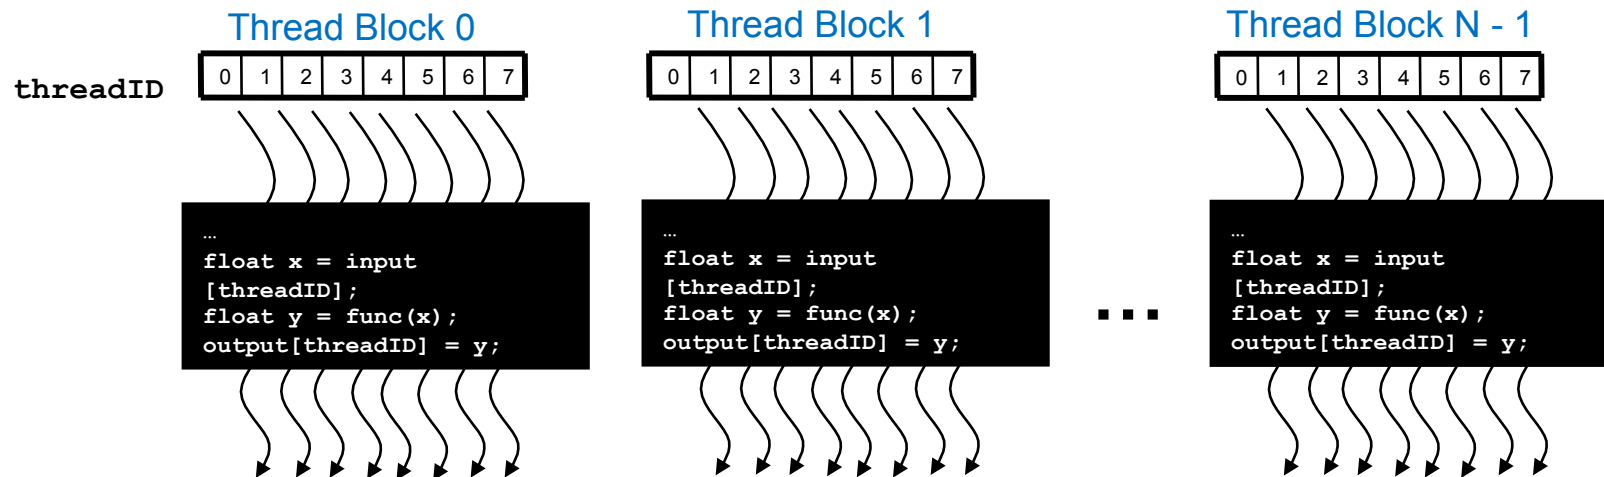 Thread Block 0
Thread Block 1
Thread Block N - 1
threadID
0 1 2 3 4 5 6 7
0 1 2 3 4 5 6 7
0 1 2 3 4 5 6 7
…
float x = input
[threadID];
float y = func(x);
output[threadID] = y;
…
float x = input
[threadID];
float y = func(x);
output[threadID] = y;
...
…
float x = input
[threadID];
float y = func(x);
output[threadID] = y;